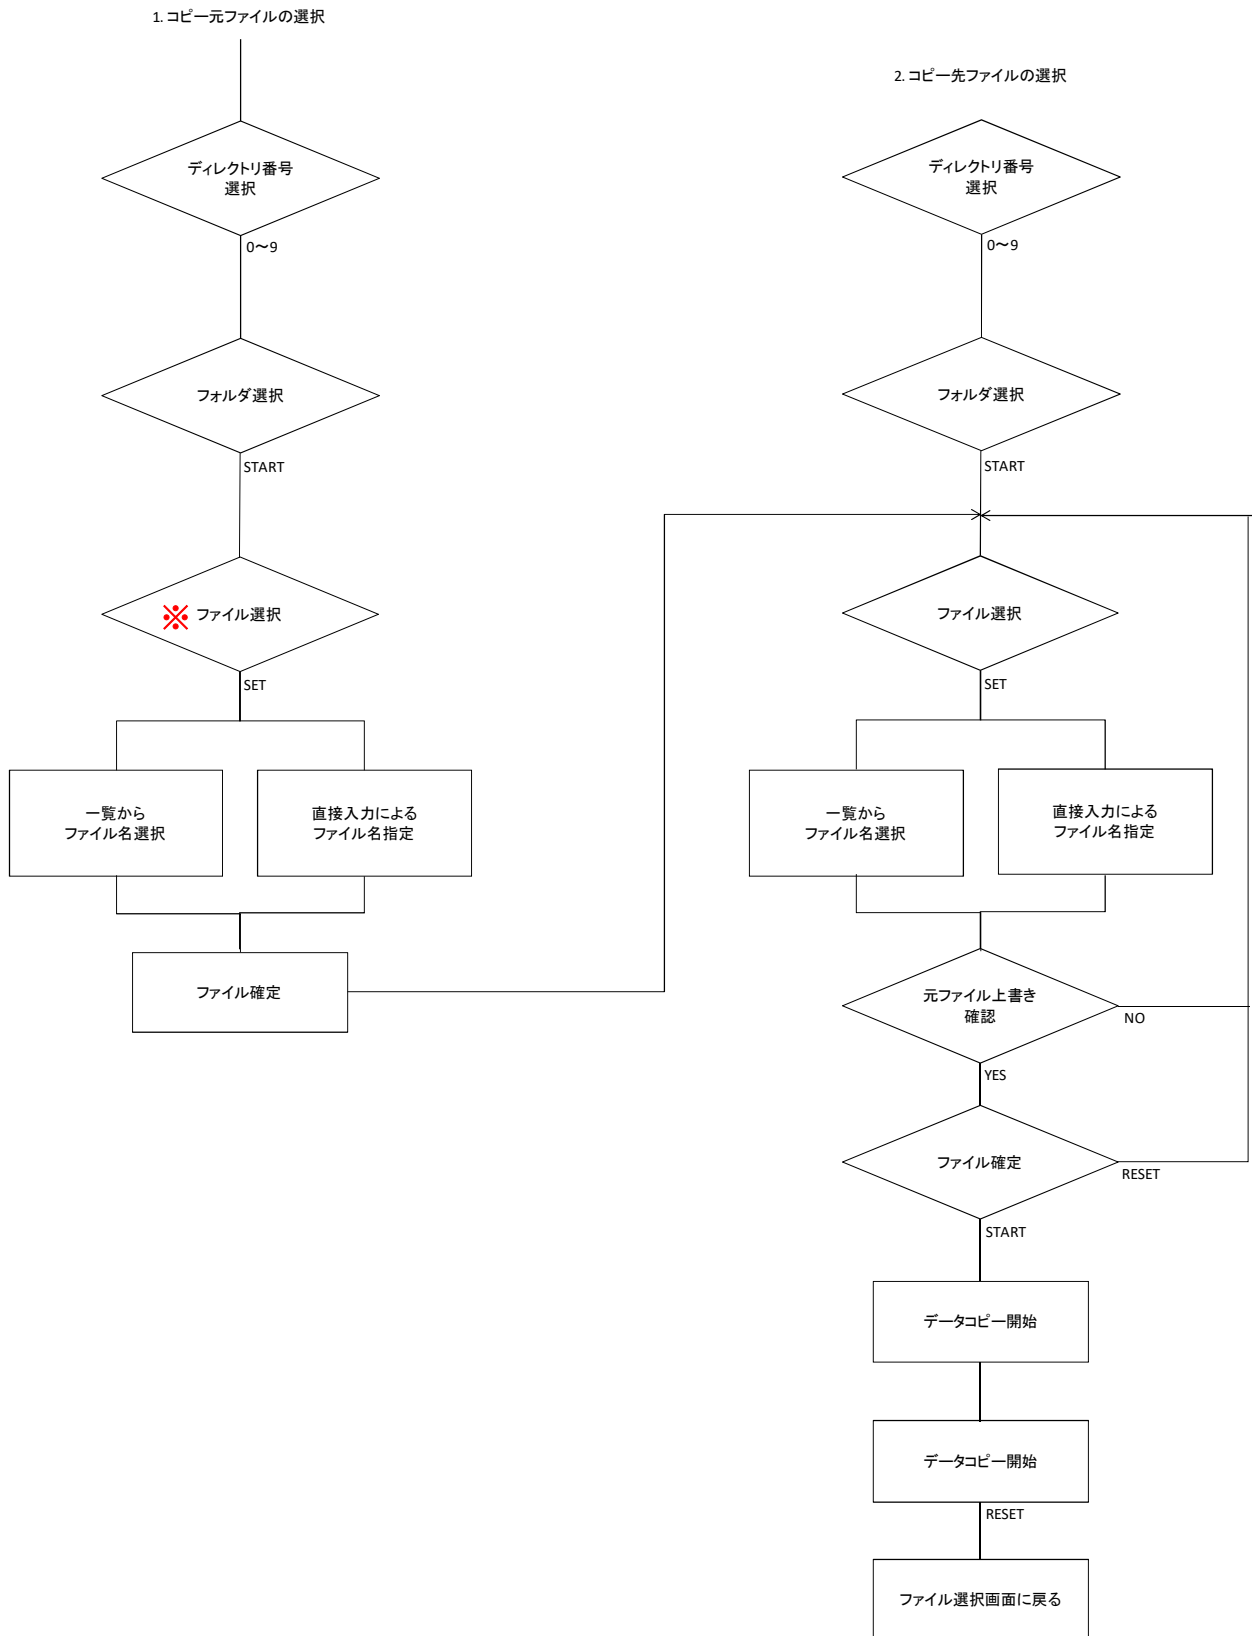 1. コピー元ファイルの選択
ディレクトリ番号
選択
0～9
フォルダ選択
START
※ ファイル選択
SET
一覧から
ファイル名選択
直接入力による
ファイル名指定
ファイル確定
2. コピー先ファイルの選択
ディレクトリ番号
選択
0～9
フォルダ選択
START
ファイル選択
SET
一覧から
ファイル名選択
直接入力による
ファイル名指定
元ファイル上書き
確認
NO
YES
ファイル確定
RESET
START
データコピー開始
データコピー開始
RESET
ファイル選択画面に戻る